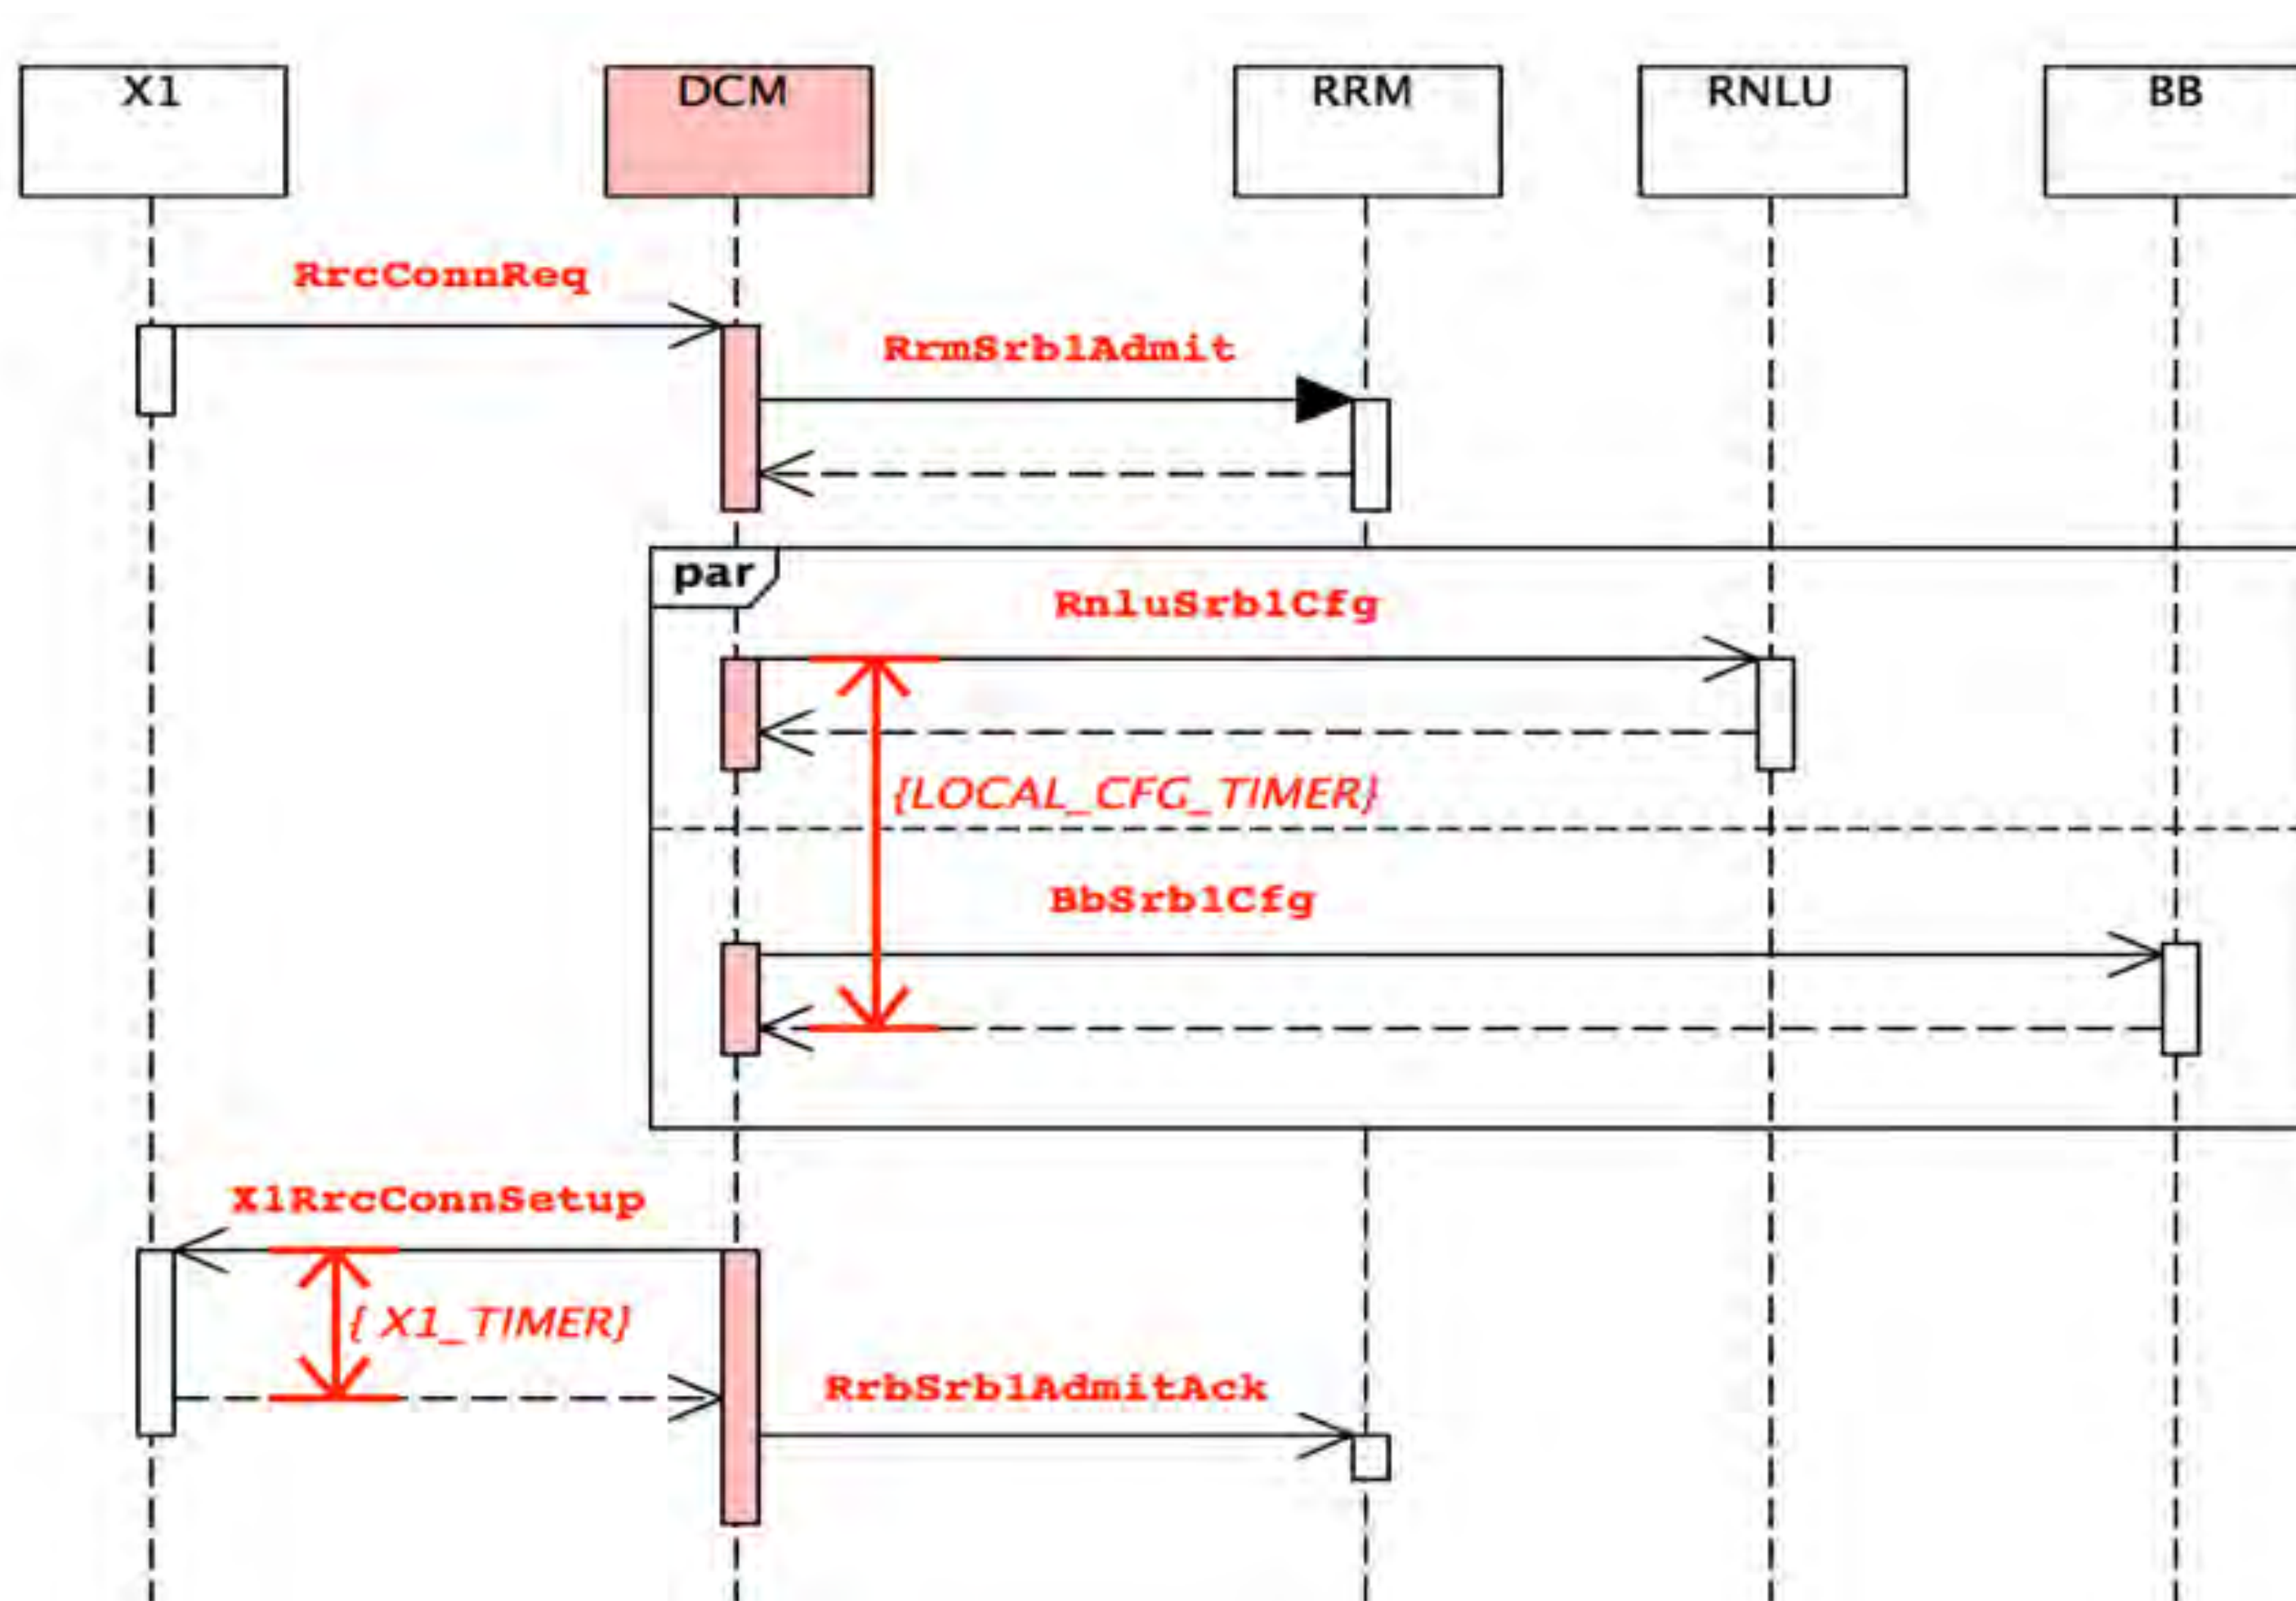 X1
DCM
RRM
RNLU
BB
RrcConnReq
RrmSrb1Admit
par
RnluSrb1Cfg
{LOCAL_CFG_TIMER}
BbSrb1Cfg
X1RrcConnSetup
{ X1_TIMER}
RrbSrb1AdmitAck